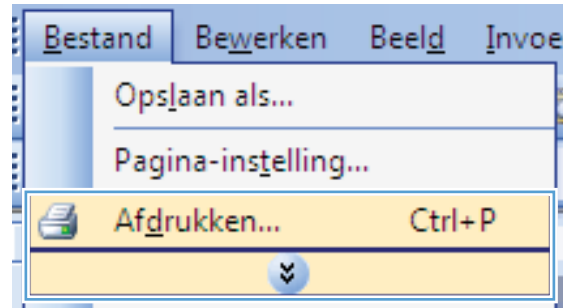 Bestand Bewerken Beeld Invoe
Opslaan als...
Pagina-instelling...
Afdrukken... Ctrl+P